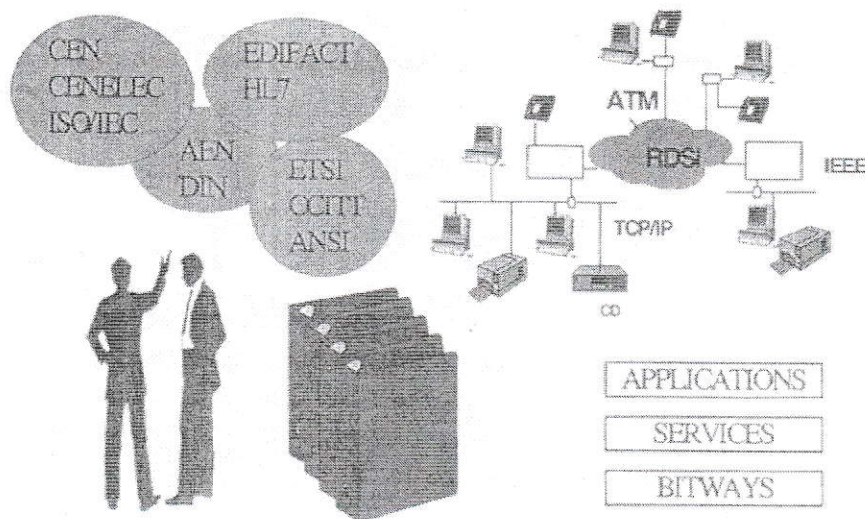 CEN
CENELEC
ISO/IEC
EDIFACT
HL7
AEN
DIN
ETSI
CCITT
ANSI
ATM
RDSI
IEEE
TCP/IP
CD
APPLICATIONS
SERVICES
BITWAYS